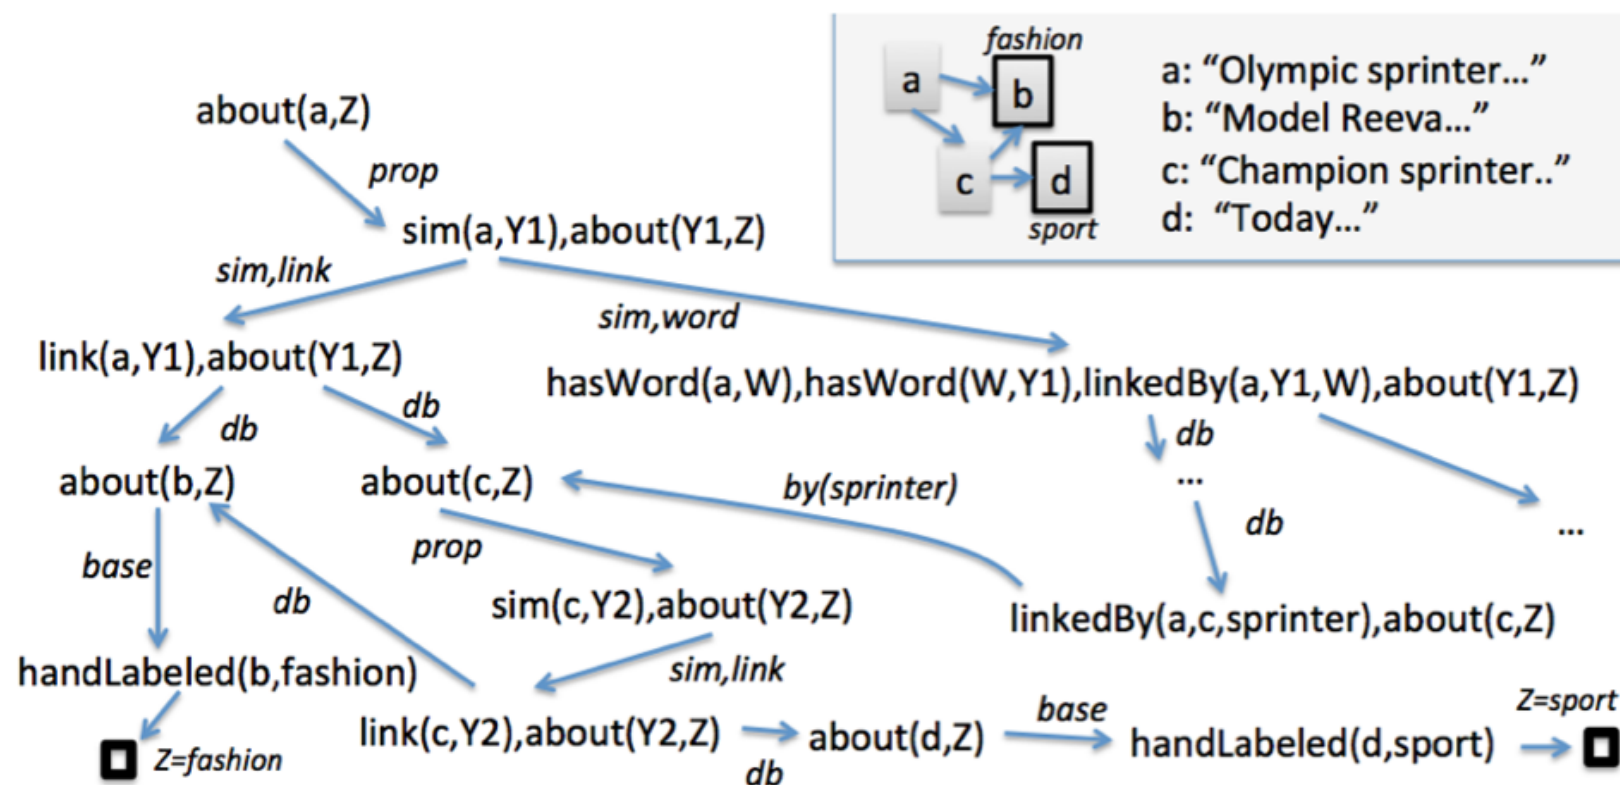 fashion
a
b
c
d
sport
a: “Olympic sprinter...”
b: “Model Reeva...”
c: “Champion sprinter..”
d: “Today...”
about(a,Z)
prop
sim(a,Y1),about(Y1,Z)
sim,link
sim,word
link(a,Y1),about(Y1,Z)
hasWord(a,W),hasWord(W,Y1),linkedBy(a,Y1,W),about(Y1,Z)
db
db
db
...
about(b,Z)
about(c,Z)
by(sprinter)
db
...
base
prop
db
sim(c,Y2),about(Y2,Z)
linkedBy(a,c,sprinter),about(c,Z)
handLabeled(b,fashion)
sim,link
Z=fashion
link(c,Y2),about(Y2,Z)
db
about(d,Z)
base
handLabeled(d,sport)
Z=sport